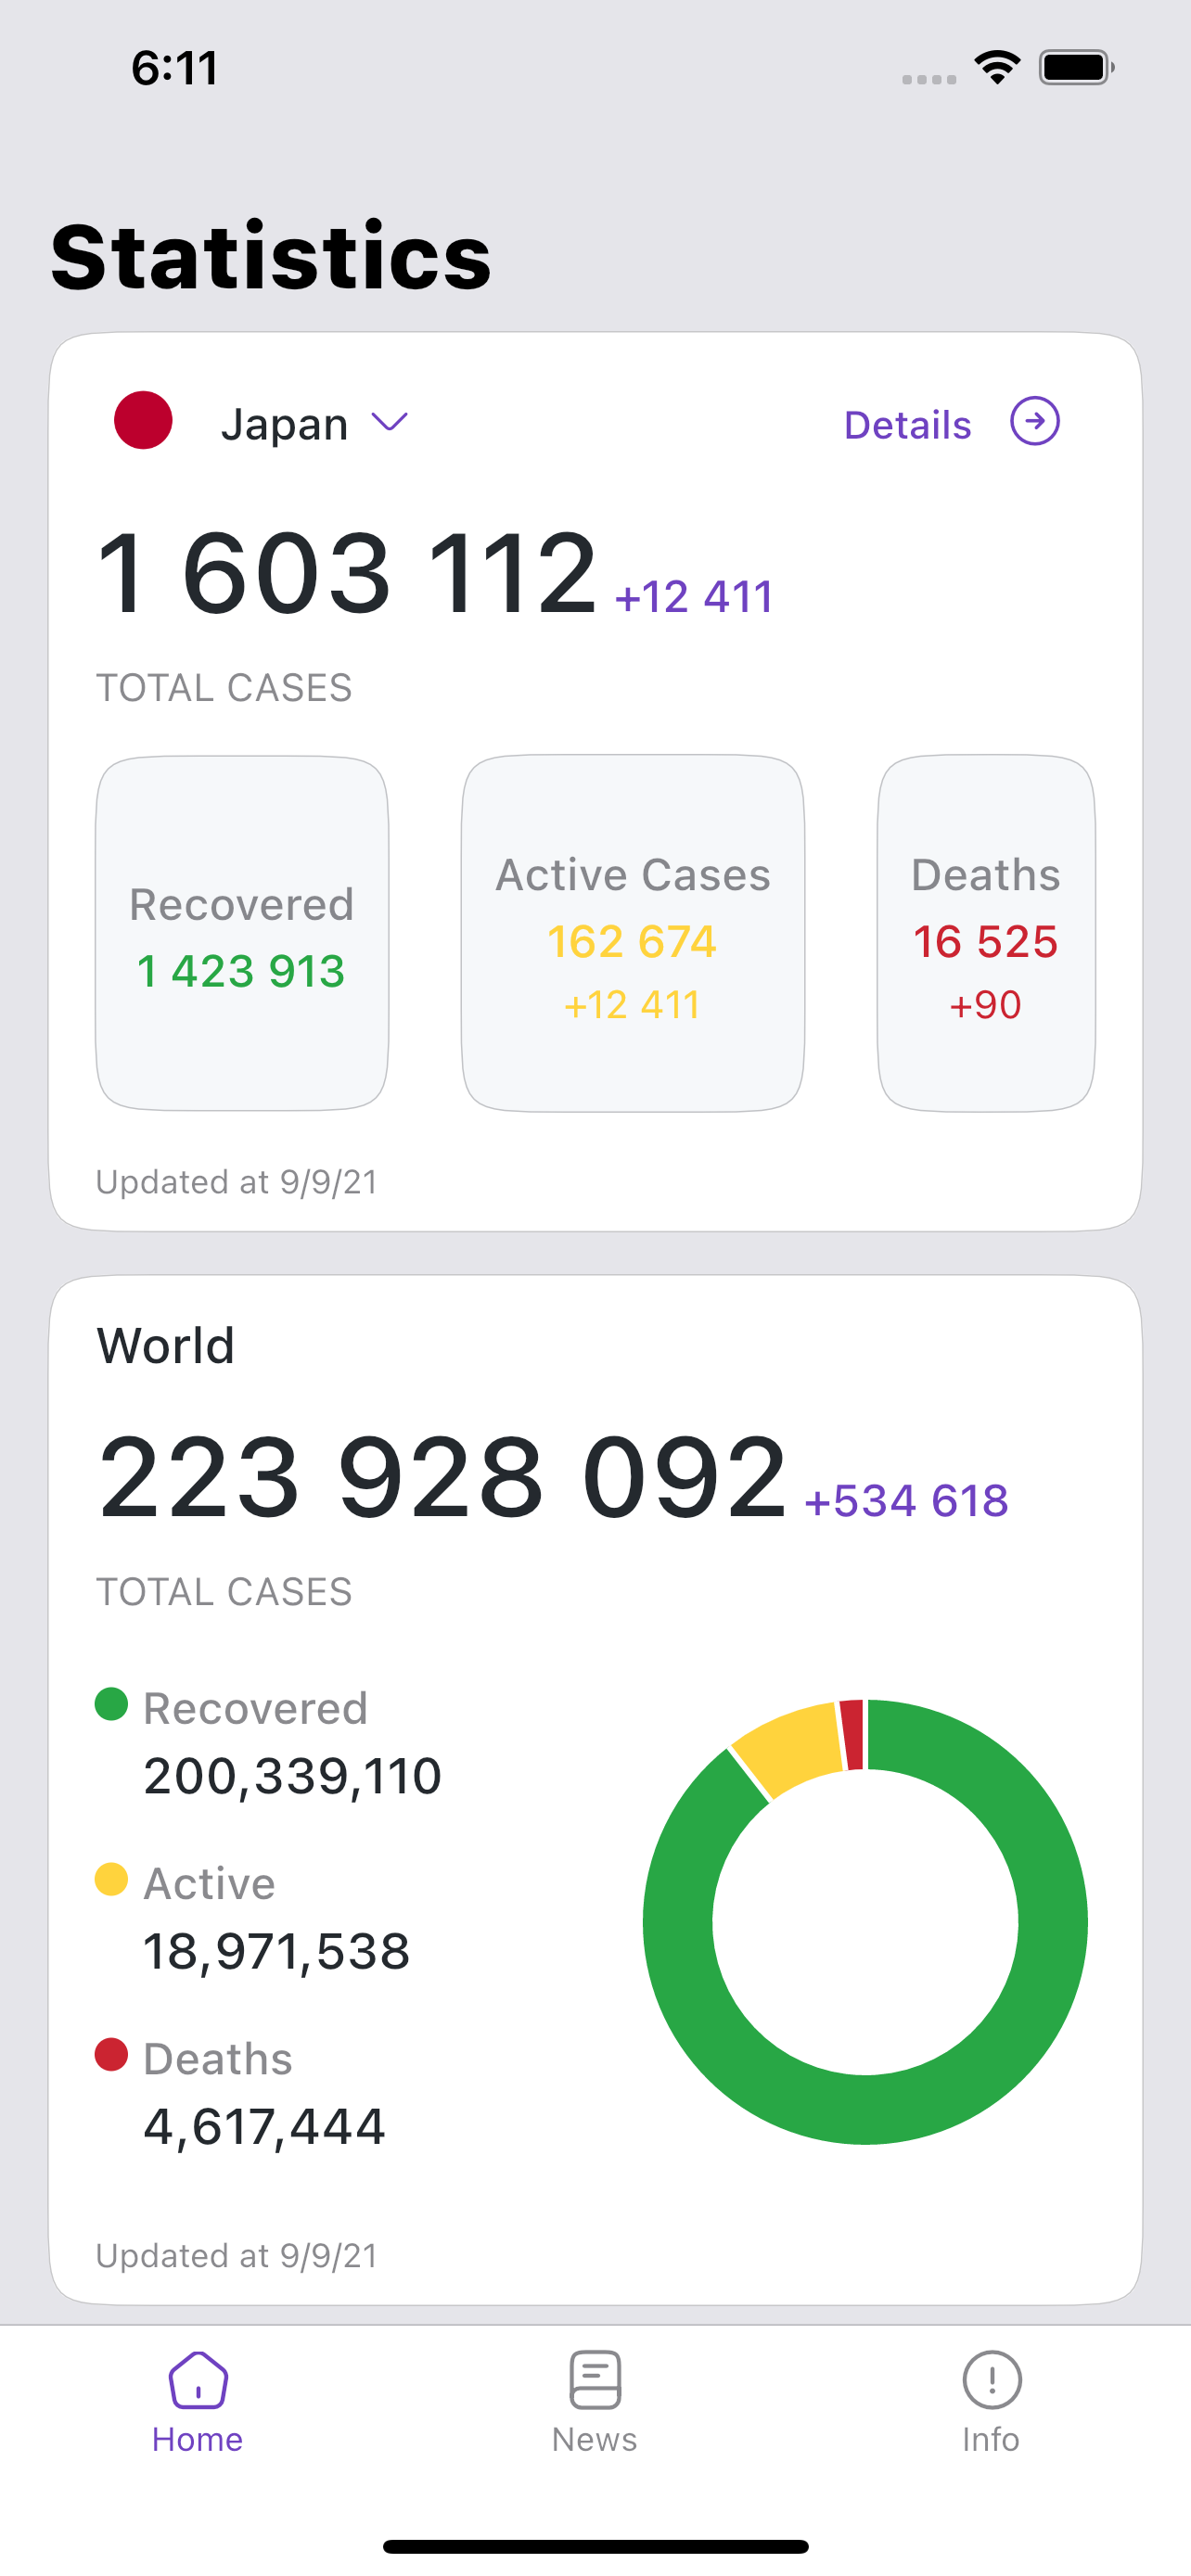 6:11
Statistics
Japan
Details
1 603 112 +12 411
TOTAL CASES
Recovered
1 423 913
Active Cases
162 674
+12 411
Deaths
16 525
+90
Updated at 9/9/21
World
223 928 092 +534 618
TOTAL CASES
Recovered
200,339,110
Active
18,971,538
Deaths
4,617,444
Updated at 9/9/21
Home
News
Info